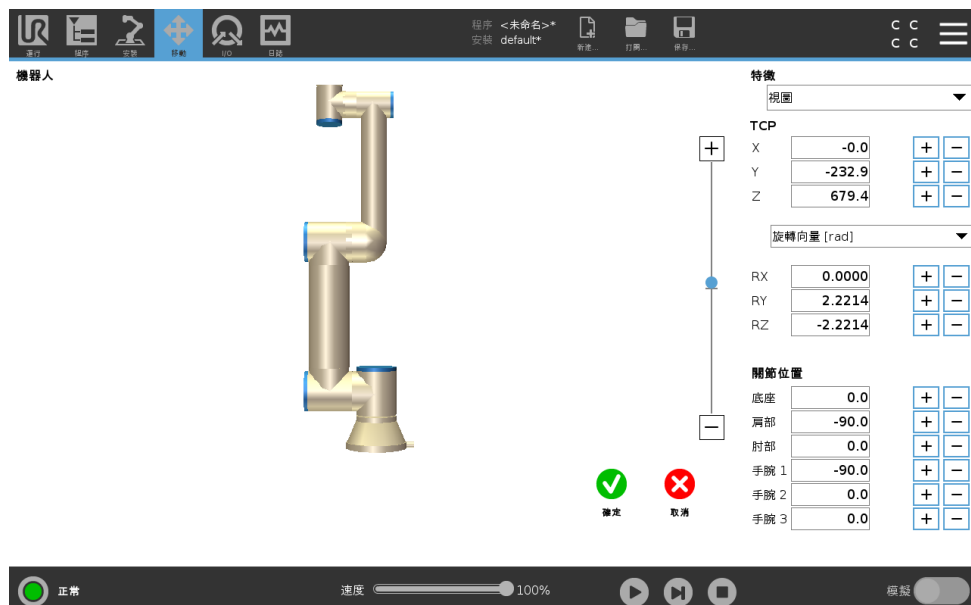 運行 程序 安裝 移動 I/O 日誌
程序 <未命名>*
安裝 default*
新建... 打開... 保存...
C C
C C
機器人
特徵
視圖
TCP
X -0.0 + −
Y -232.9 + −
Z 679.4 + −
旋轉向量 [rad]
RX 0.0000 + −
RY 2.2214 + −
RZ -2.2214 + −
關節位置
底座 0.0 + −
肩部 -90.0 + −
肘部 0.0 + −
手腕 1 -90.0 + −
手腕 2 0.0 + −
手腕 3 0.0 + −
確定 取消
正常 速度 100% 模擬